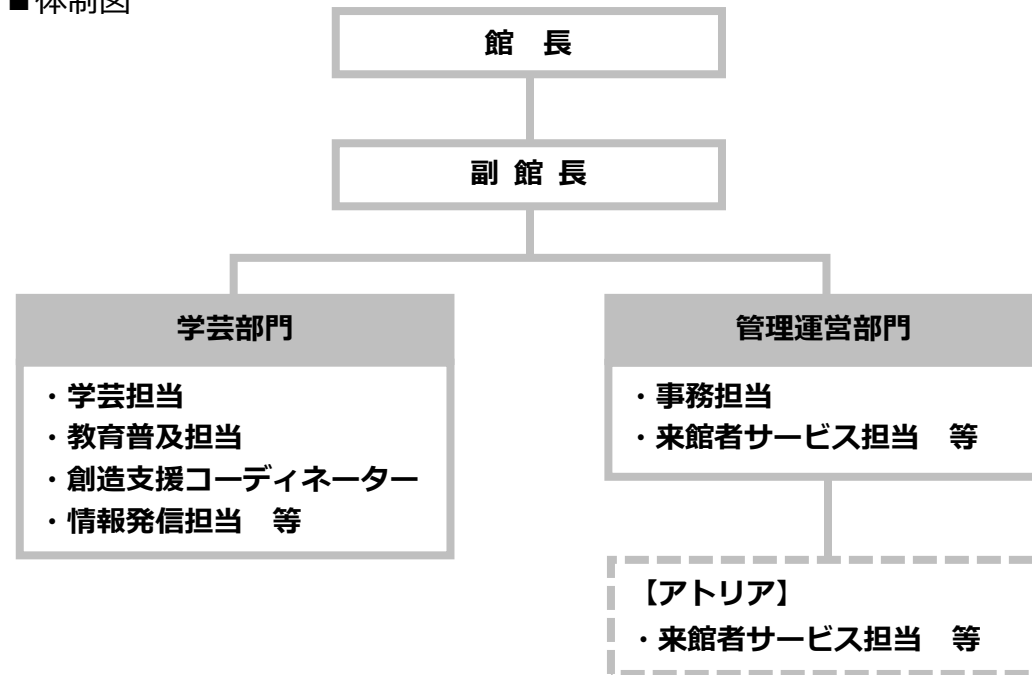 ■体制図
館　長
副 館 長
学芸部門
・学芸担当
・教育普及担当
・創造支援コーディネーター
・情報発信担当　等
管理運営部門
・事務担当
・来館者サービス担当　等
【アトリア】
・来館者サービス担当　等